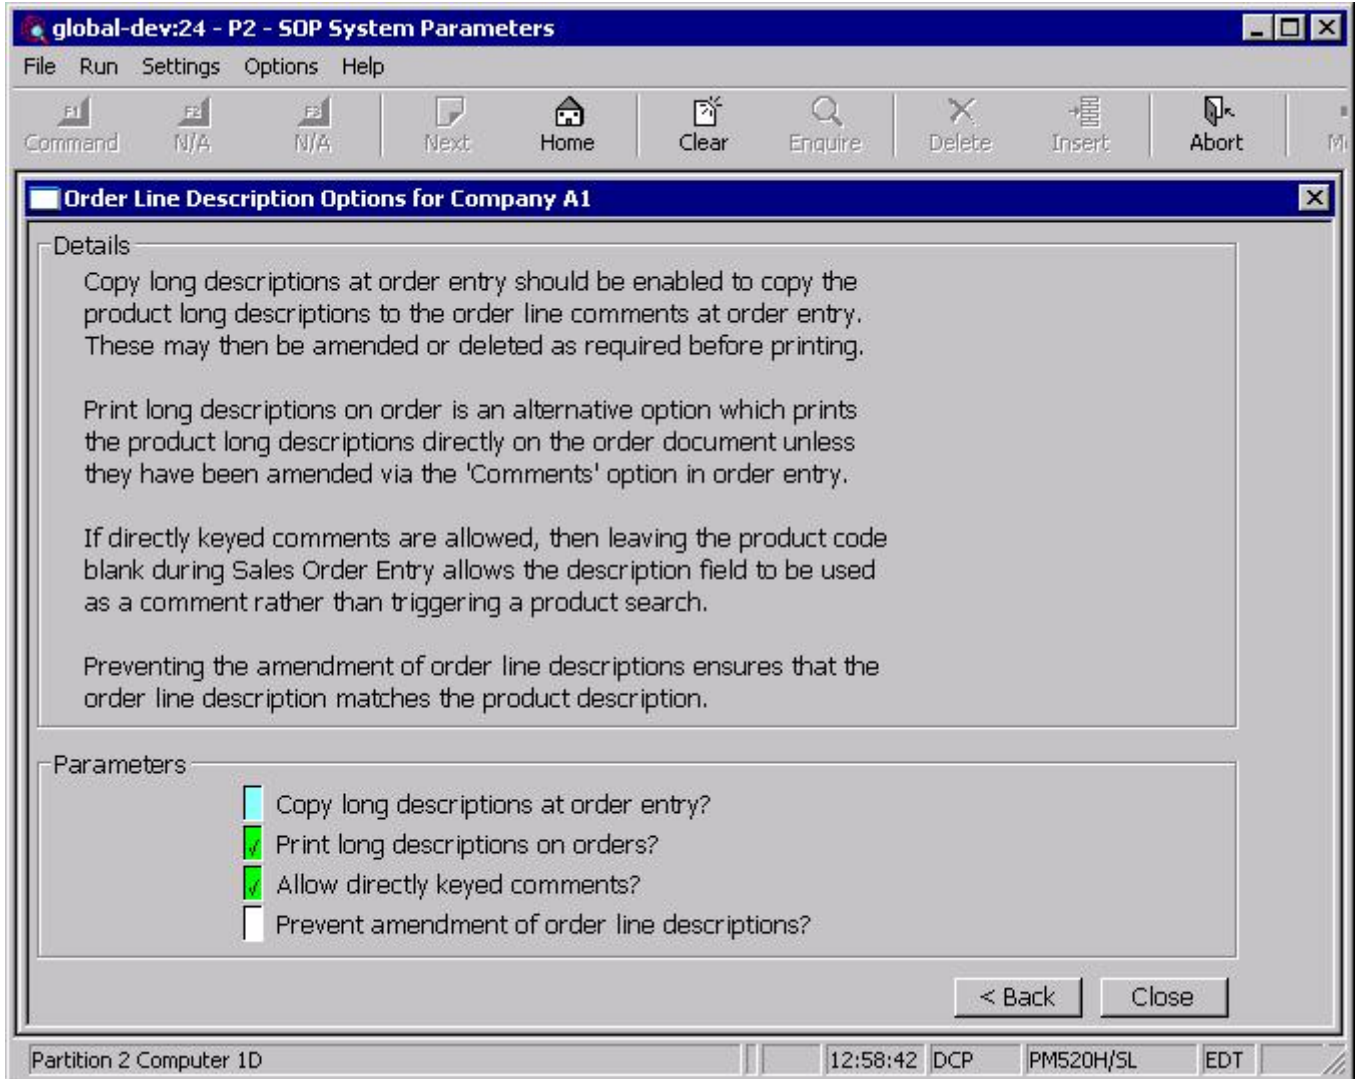 global-dev:24 - P2 - SOP System Parameters
File Run Settings Options Help
F1 F2 F3
Command N/A N/A Next Home Clear Enquire Delete Insert Abort
Order Line Description Options for Company A1
Details
Copy long descriptions at order entry should be enabled to copy the
product long descriptions to the order line comments at order entry.
These may then be amended or deleted as required before printing.
Print long descriptions on order is an alternative option which prints
the product long descriptions directly on the order document unless
they have been amended via the 'Comments' option in order entry.
If directly keyed comments are allowed, then leaving the product code
blank during Sales Order Entry allows the description field to be used
as a comment rather than triggering a product search.
Preventing the amendment of order line descriptions ensures that the
order line description matches the product description.
Parameters
Copy long descriptions at order entry?
Print long descriptions on orders?
Allow directly keyed comments?
Prevent amendment of order line descriptions?
< Back Close
Partition 2 Computer 1D 12:58:42 DCP PM520H/SL EDT